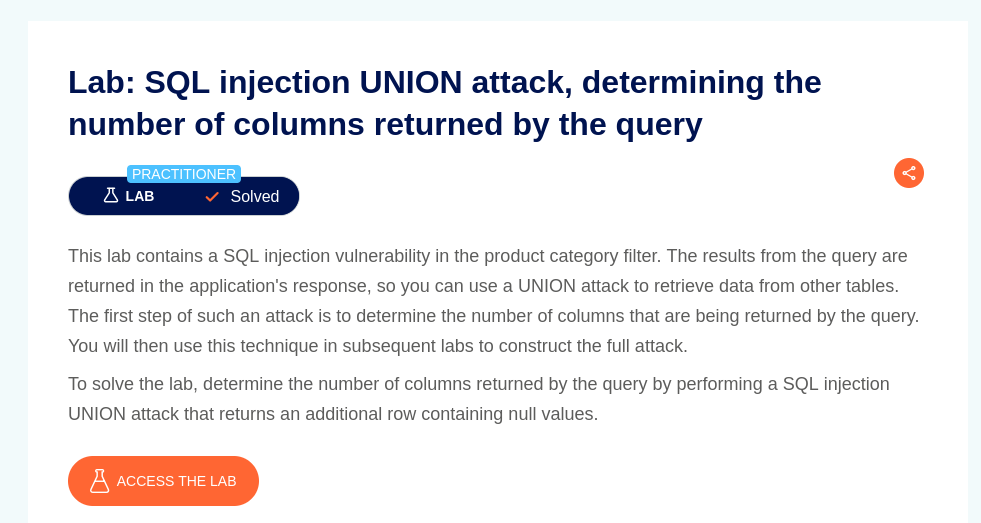 Lab: SQL injection UNION attack, determining the
number of columns returned by the query
PRACTITIONER
LAB
Solved
This lab contains a SQL injection vulnerability in the product category filter. The results from the query are
returned in the application's response, so you can use a UNION attack to retrieve data from other tables.
The first step of such an attack is to determine the number of columns that are being returned by the query.
You will then use this technique in subsequent labs to construct the full attack.
To solve the lab, determine the number of columns returned by the query by performing a SQL injection
UNION attack that returns an additional row containing null values.
ACCESS THE LAB